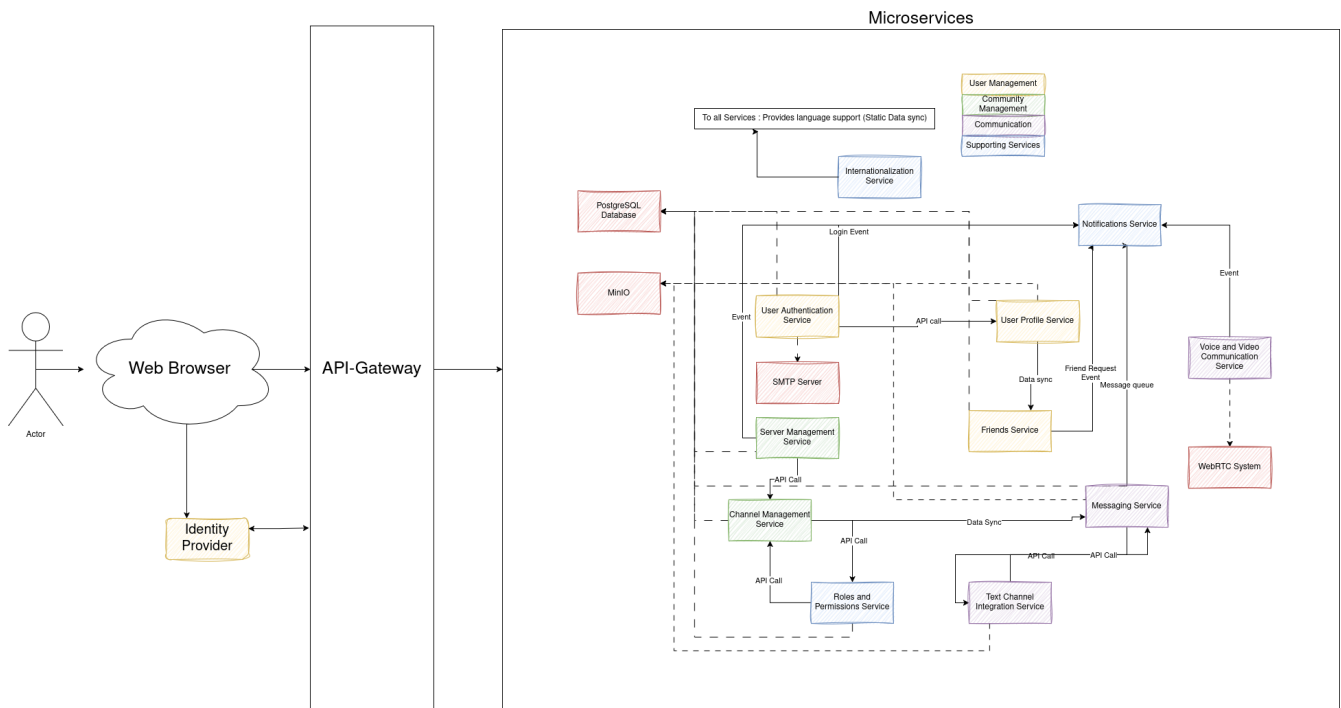 Microservices
User Management
Community
Management
Communication
Supporting Services
To all Services : Provides language support (Static Data sync)
Internationalization
Service
PostgreSQL
Database
Notifications Service
Login Event
Event
MinIO
User Authentication
Service
Event
API call
User Profile Service
Actor
Web Browser
API-Gateway
SMTP Server
Data sync
Friend Request
Event
Message queue
Voice and Video
Communication
Service
Server Management
Service
Friends Service
WebRTC System
API Call
Channel Management
Service
Data Sync
Messaging Service
Identity
Provider
API Call
API Call
API Call
API Call
Roles and
Permissions Service
Text Channel
Integration Service